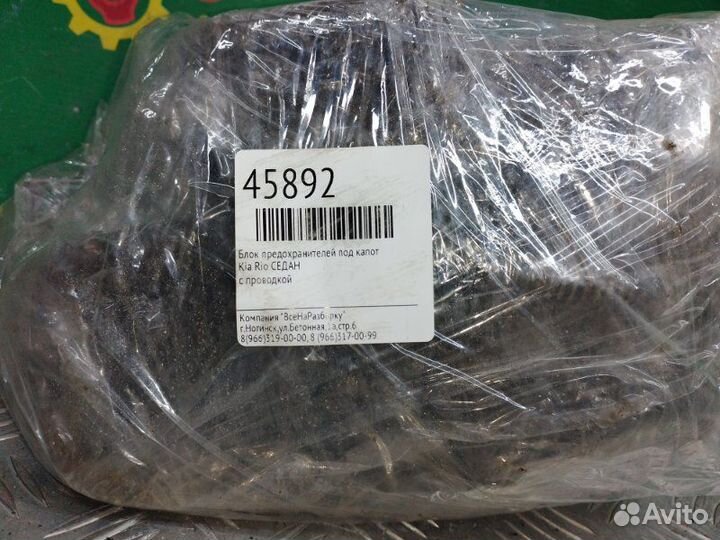 45892
Блок предохранителей под капот
Kia Rio СЕДАН
с проводкой
Компания "ВсеНаРазборку"
г.Ногинск,ул.Бетонная,1а,стр.6
8(966)319-00-00, 8 (966)317-00-99
Avito